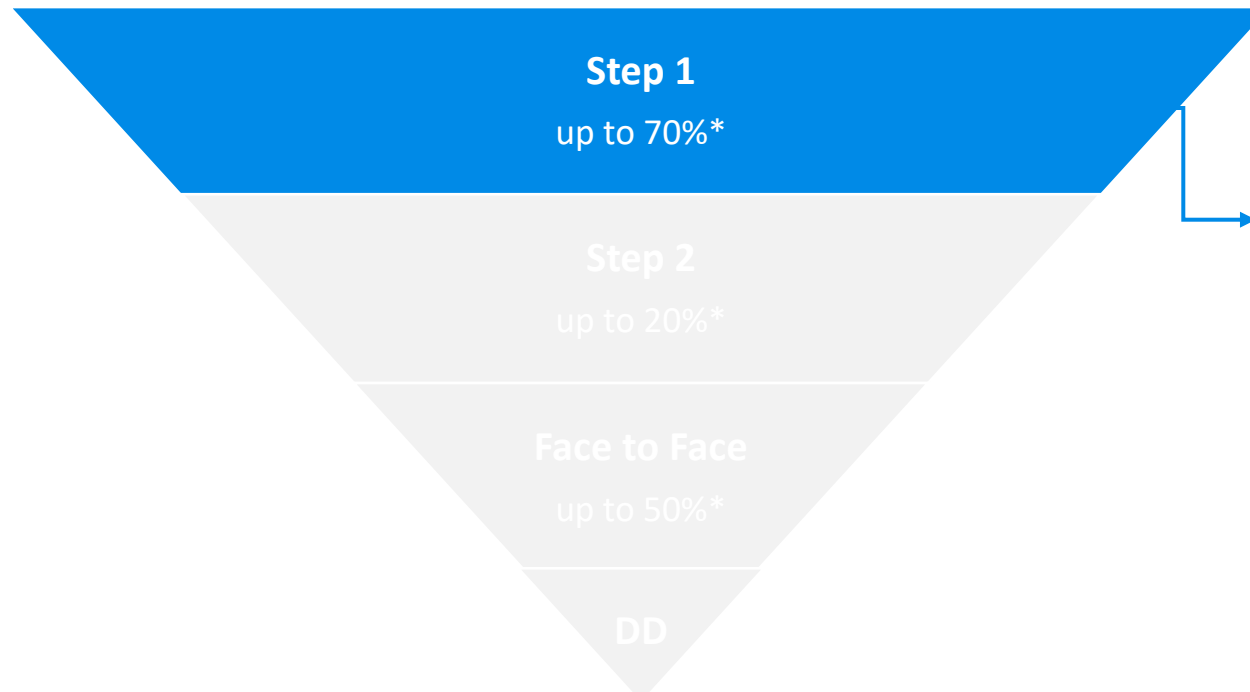 Step 1
up to 70%*
Step 2
up to 20%*
Face to Face
up to 50%*
DD